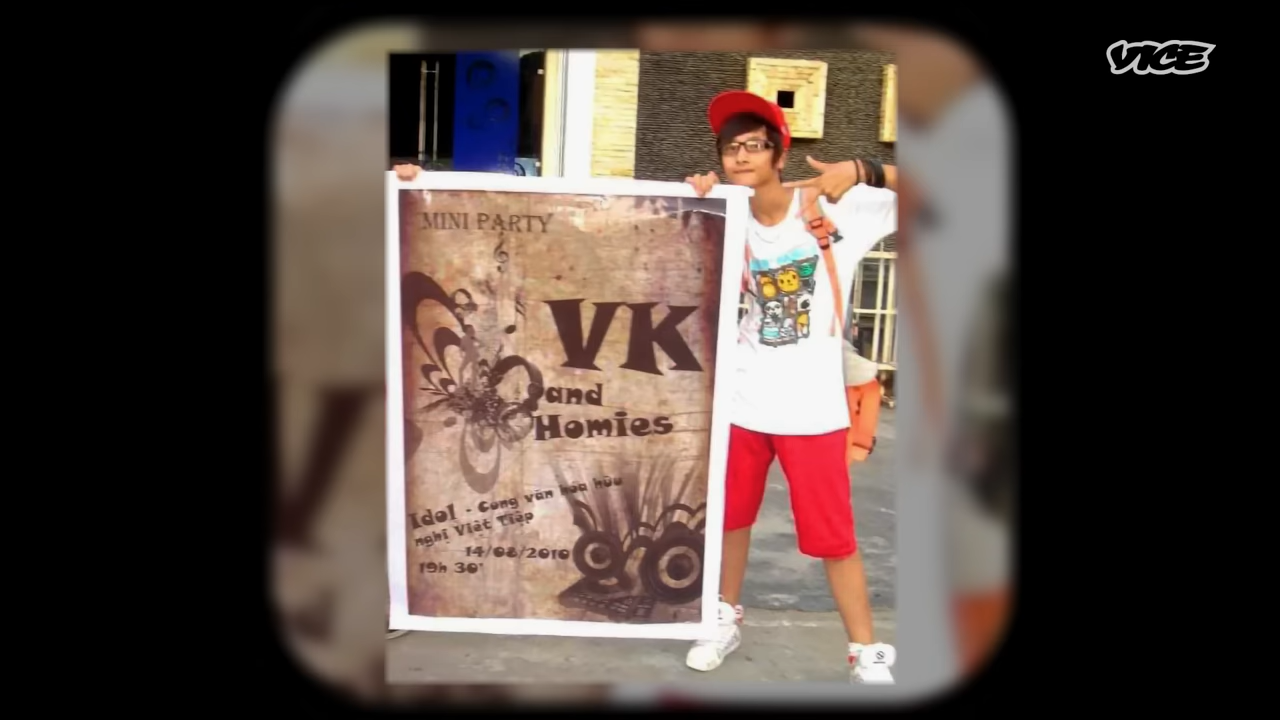 VICE
MINI PARTY
VK
and
Homies
Idol - Cung văn hóa hữu
nghị Việt Tiệp
14/08/2010
19h 30'